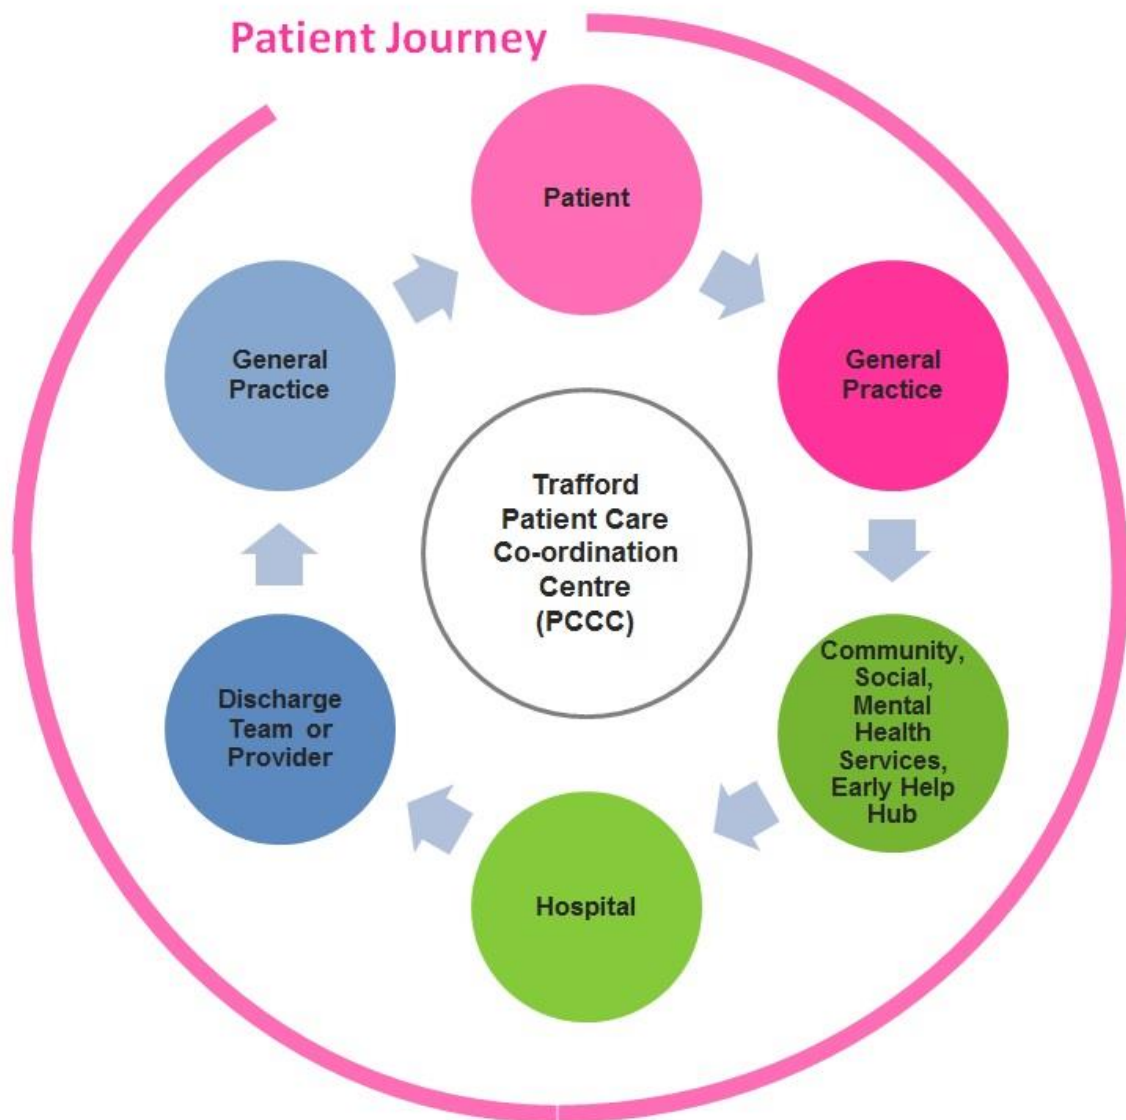 Patient Journey
Patient
General
Practice
Community,
Social,
Mental
Health
Services,
Early Help
Hub
Hospital
Discharge
Team or
Provider
General
Practice
Trafford
Patient Care
Co-ordination
Centre
(PCCC)